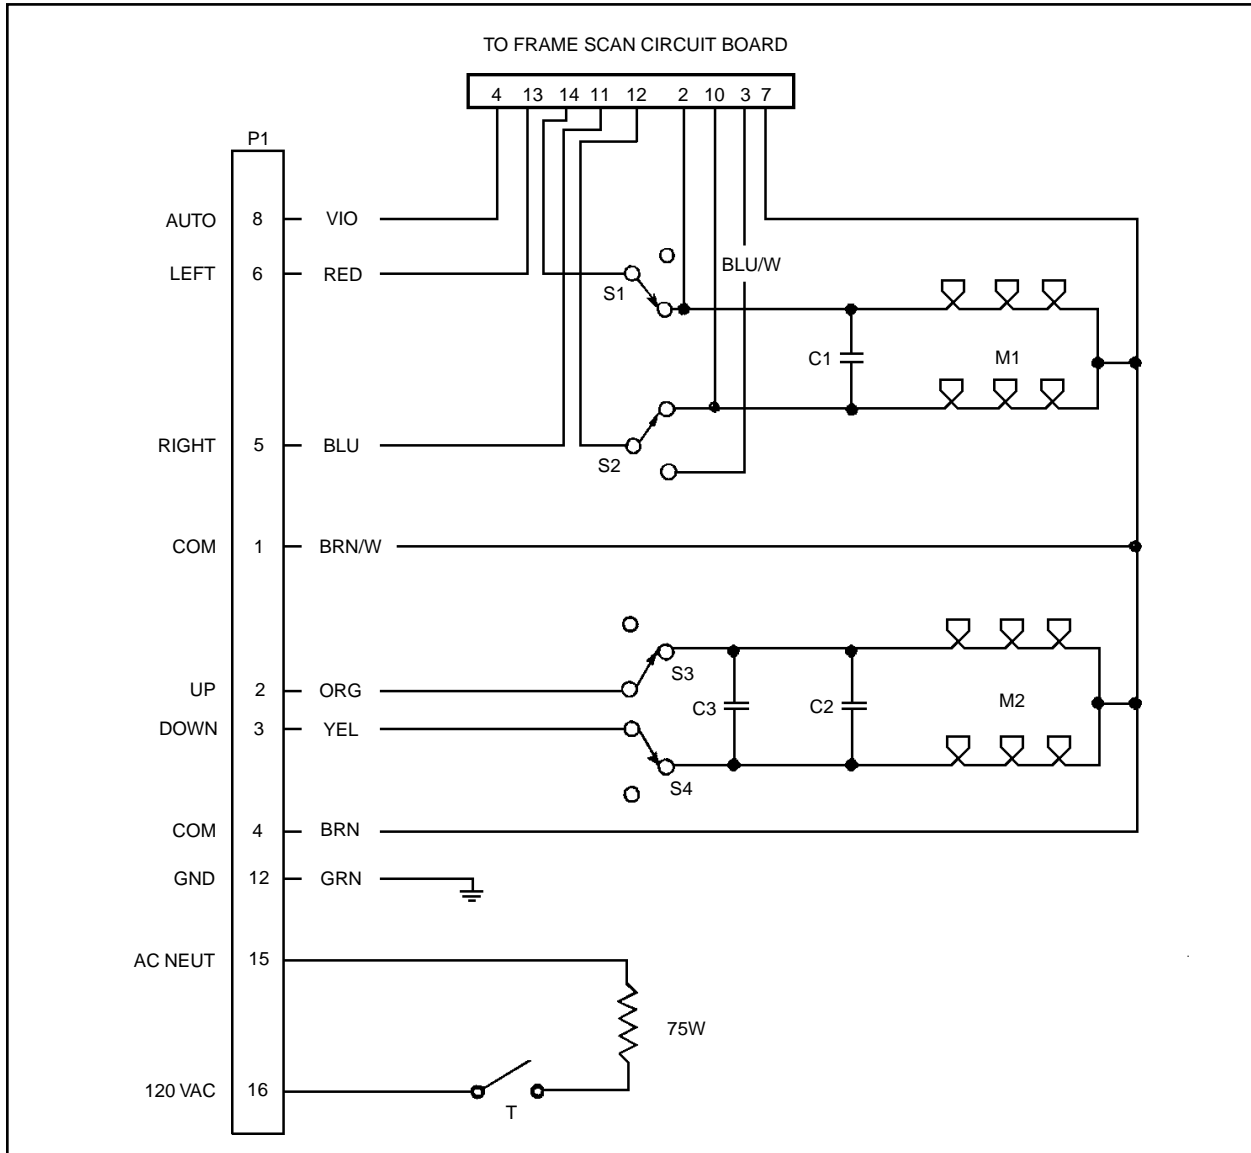 TO FRAME SCAN CIRCUIT BOARD
4 13 14 11 12 2 10 3 7
P1
AUTO 8 VIO
LEFT 6 RED
BLU/W
S1
C1 M1
RIGHT 5 BLU
S2
COM 1 BRN/W
S3
UP 2 ORG
C3 C2 M2
DOWN 3 YEL
S4
COM 4 BRN
GND 12 GRN
AC NEUT 15
75W
120 VAC 16
T